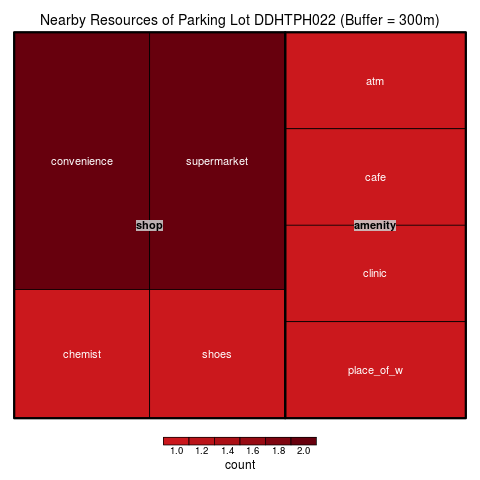 Nearby Resources of Parking Lot DDHTPH022 (Buffer = 300m)
atm
convenience
supermarket
cafe
shop
amenity
clinic
chemist
shoes
place_of_w
1.0 1.2 1.4 1.6 1.8 2.0
count